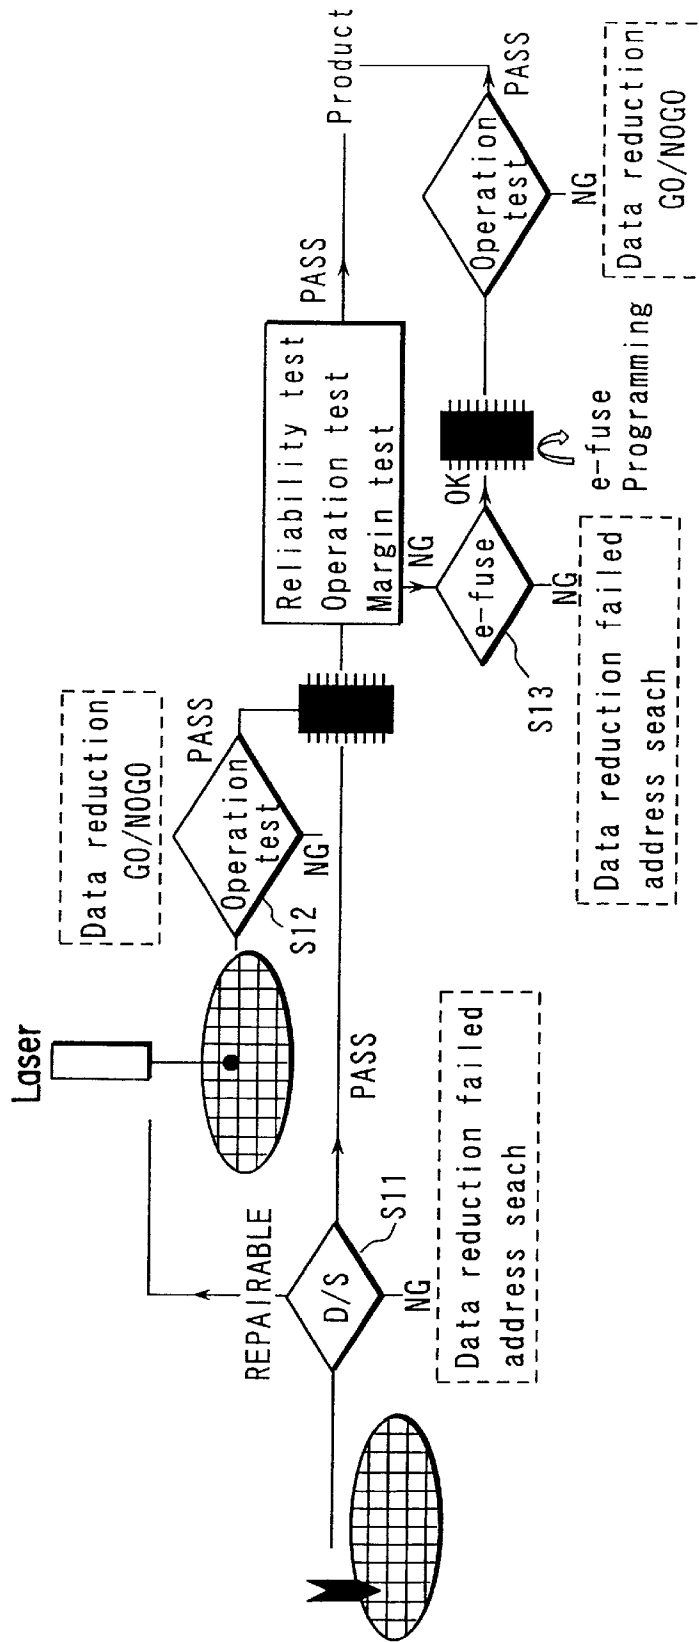 Laser
REPAIRABLE
D/S
S11
NG
PASS
Data reduction failed
address seach
Data reduction
GO/NOGO
Operation
test
S12
NG
PASS
Reliability test
Operation test
Margin test
PASS
Product
NG
e-fuse
S13
OK
NG
Data reduction failed
address seach
e-fuse
Programming
Operation
test
PASS
NG
Data reduction
GO/NOGO